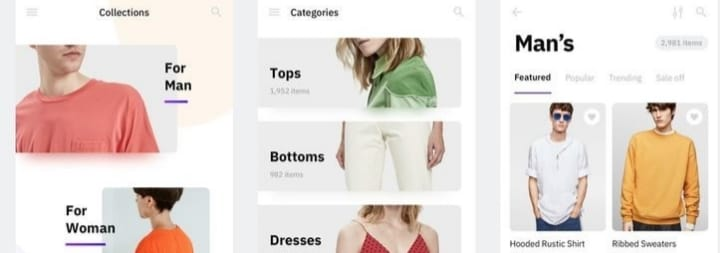 Collections
For
Man
For
Woman
Categories
Tops
1,952 items
Bottoms
982 items
Dresses
Man's
2,981 items
Featured
Popular
Trending
Sale off
Hooded Rustic Shirt
Ribbed Sweaters